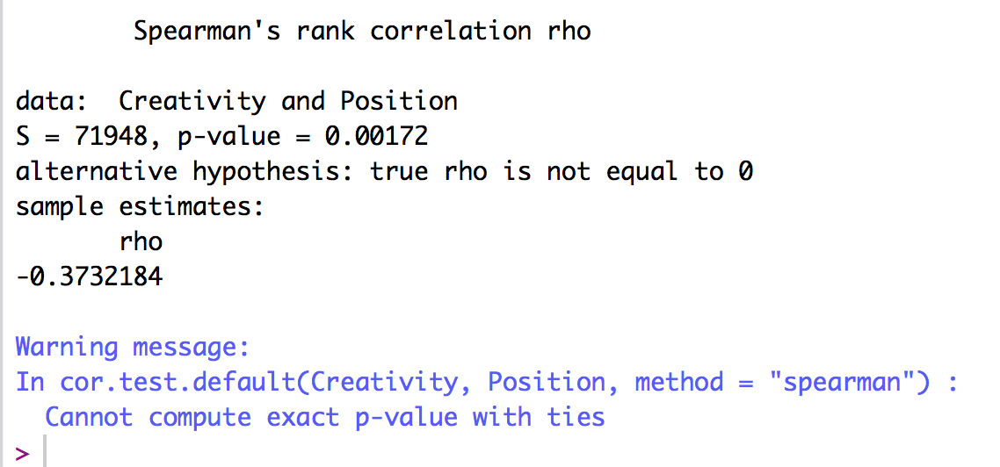 Spearman's rank correlation rho
data:  Creativity and Position
S = 71948, p-value = 0.00172
alternative hypothesis: true rho is not equal to 0
sample estimates:
rho
-0.3732184
Warning message:
In cor.test.default(Creativity, Position, method = "spearman") :
Cannot compute exact p-value with ties
>